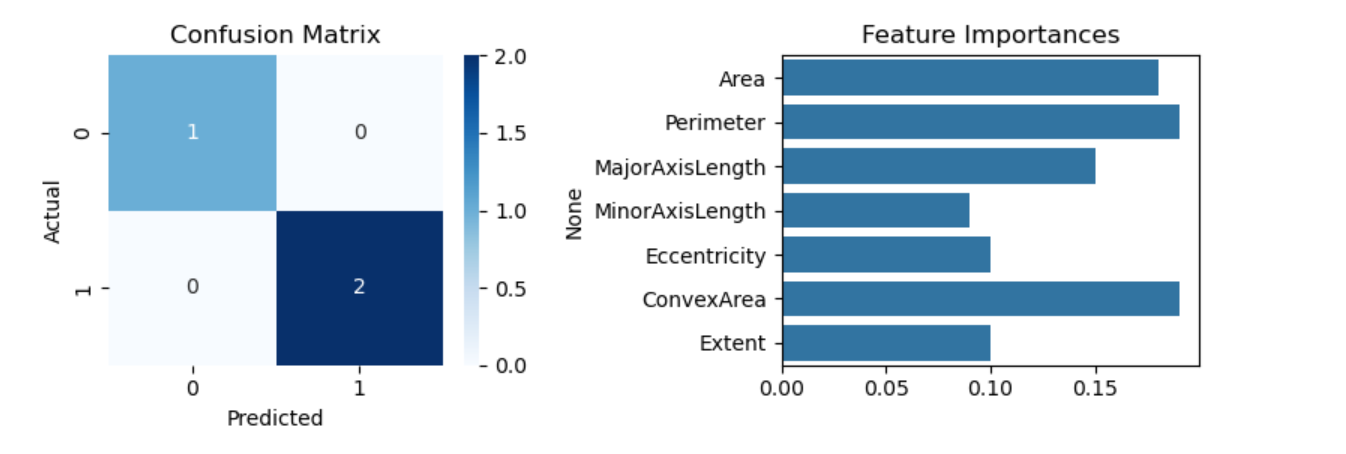 Confusion Matrix
Actual
0
1
1
0
0
2
0
1
Predicted
2.0
1.5
1.0
0.5
0.0
Feature Importances
None
Area
Perimeter
MajorAxisLength
MinorAxisLength
Eccentricity
ConvexArea
Extent
0.00
0.05
0.10
0.15